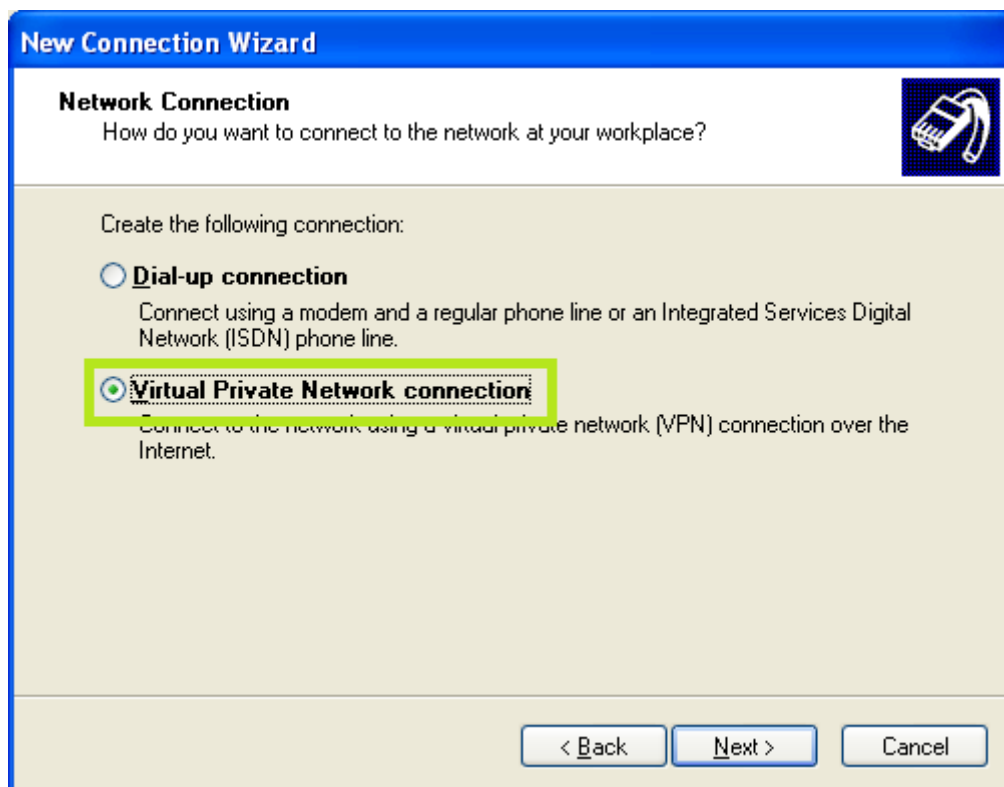 New Connection Wizard
Network Connection
How do you want to connect to the network at your workplace?
Create the following connection:
Dial-up connection
Connect using a modem and a regular phone line or an Integrated Services Digital
Network (ISDN) phone line.
Virtual Private Network connection
Connect to the network using a virtual private network (VPN) connection over the
Internet.
< Back
Next >
Cancel